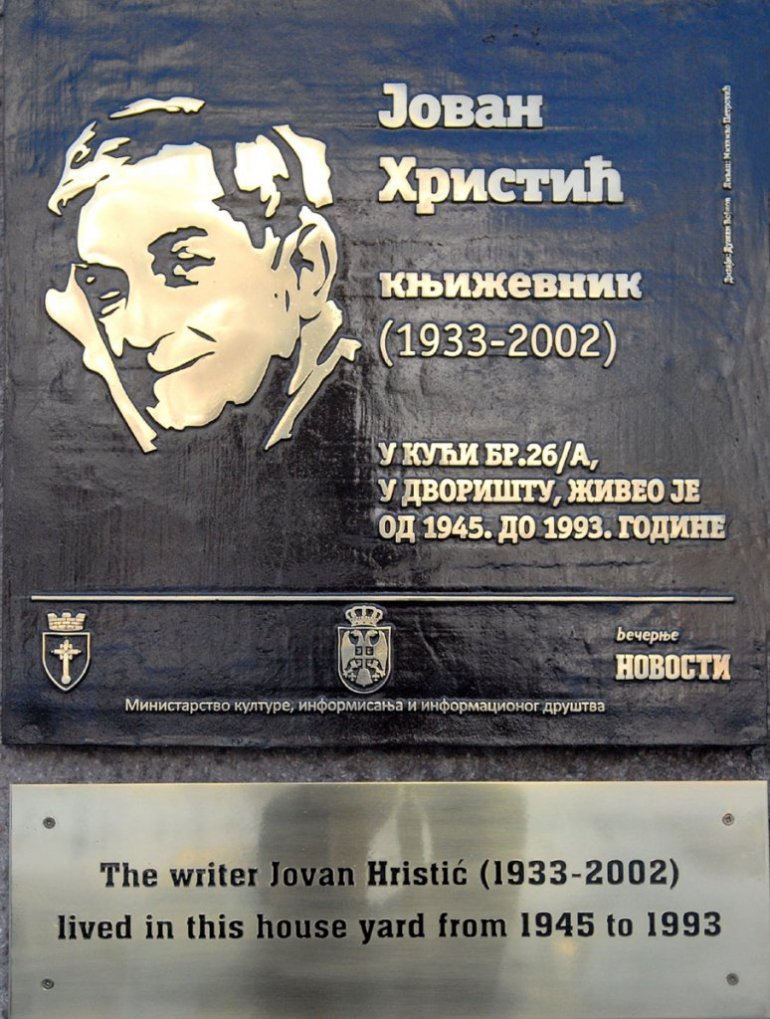 Јован
Христић
књижевник
(1933-2002)
У КУЋИ БР.26/А,
У ДВОРИШТУ, ЖИВЕО ЈЕ
ОД 1945. ДО 1993. ГОДИНЕ
Вечерње
НОВОСТИ
Министарство културе, информисања и информационог друштва
The writer Jovan Hristić (1933-2002)
lived in this house yard from 1945 to 1993